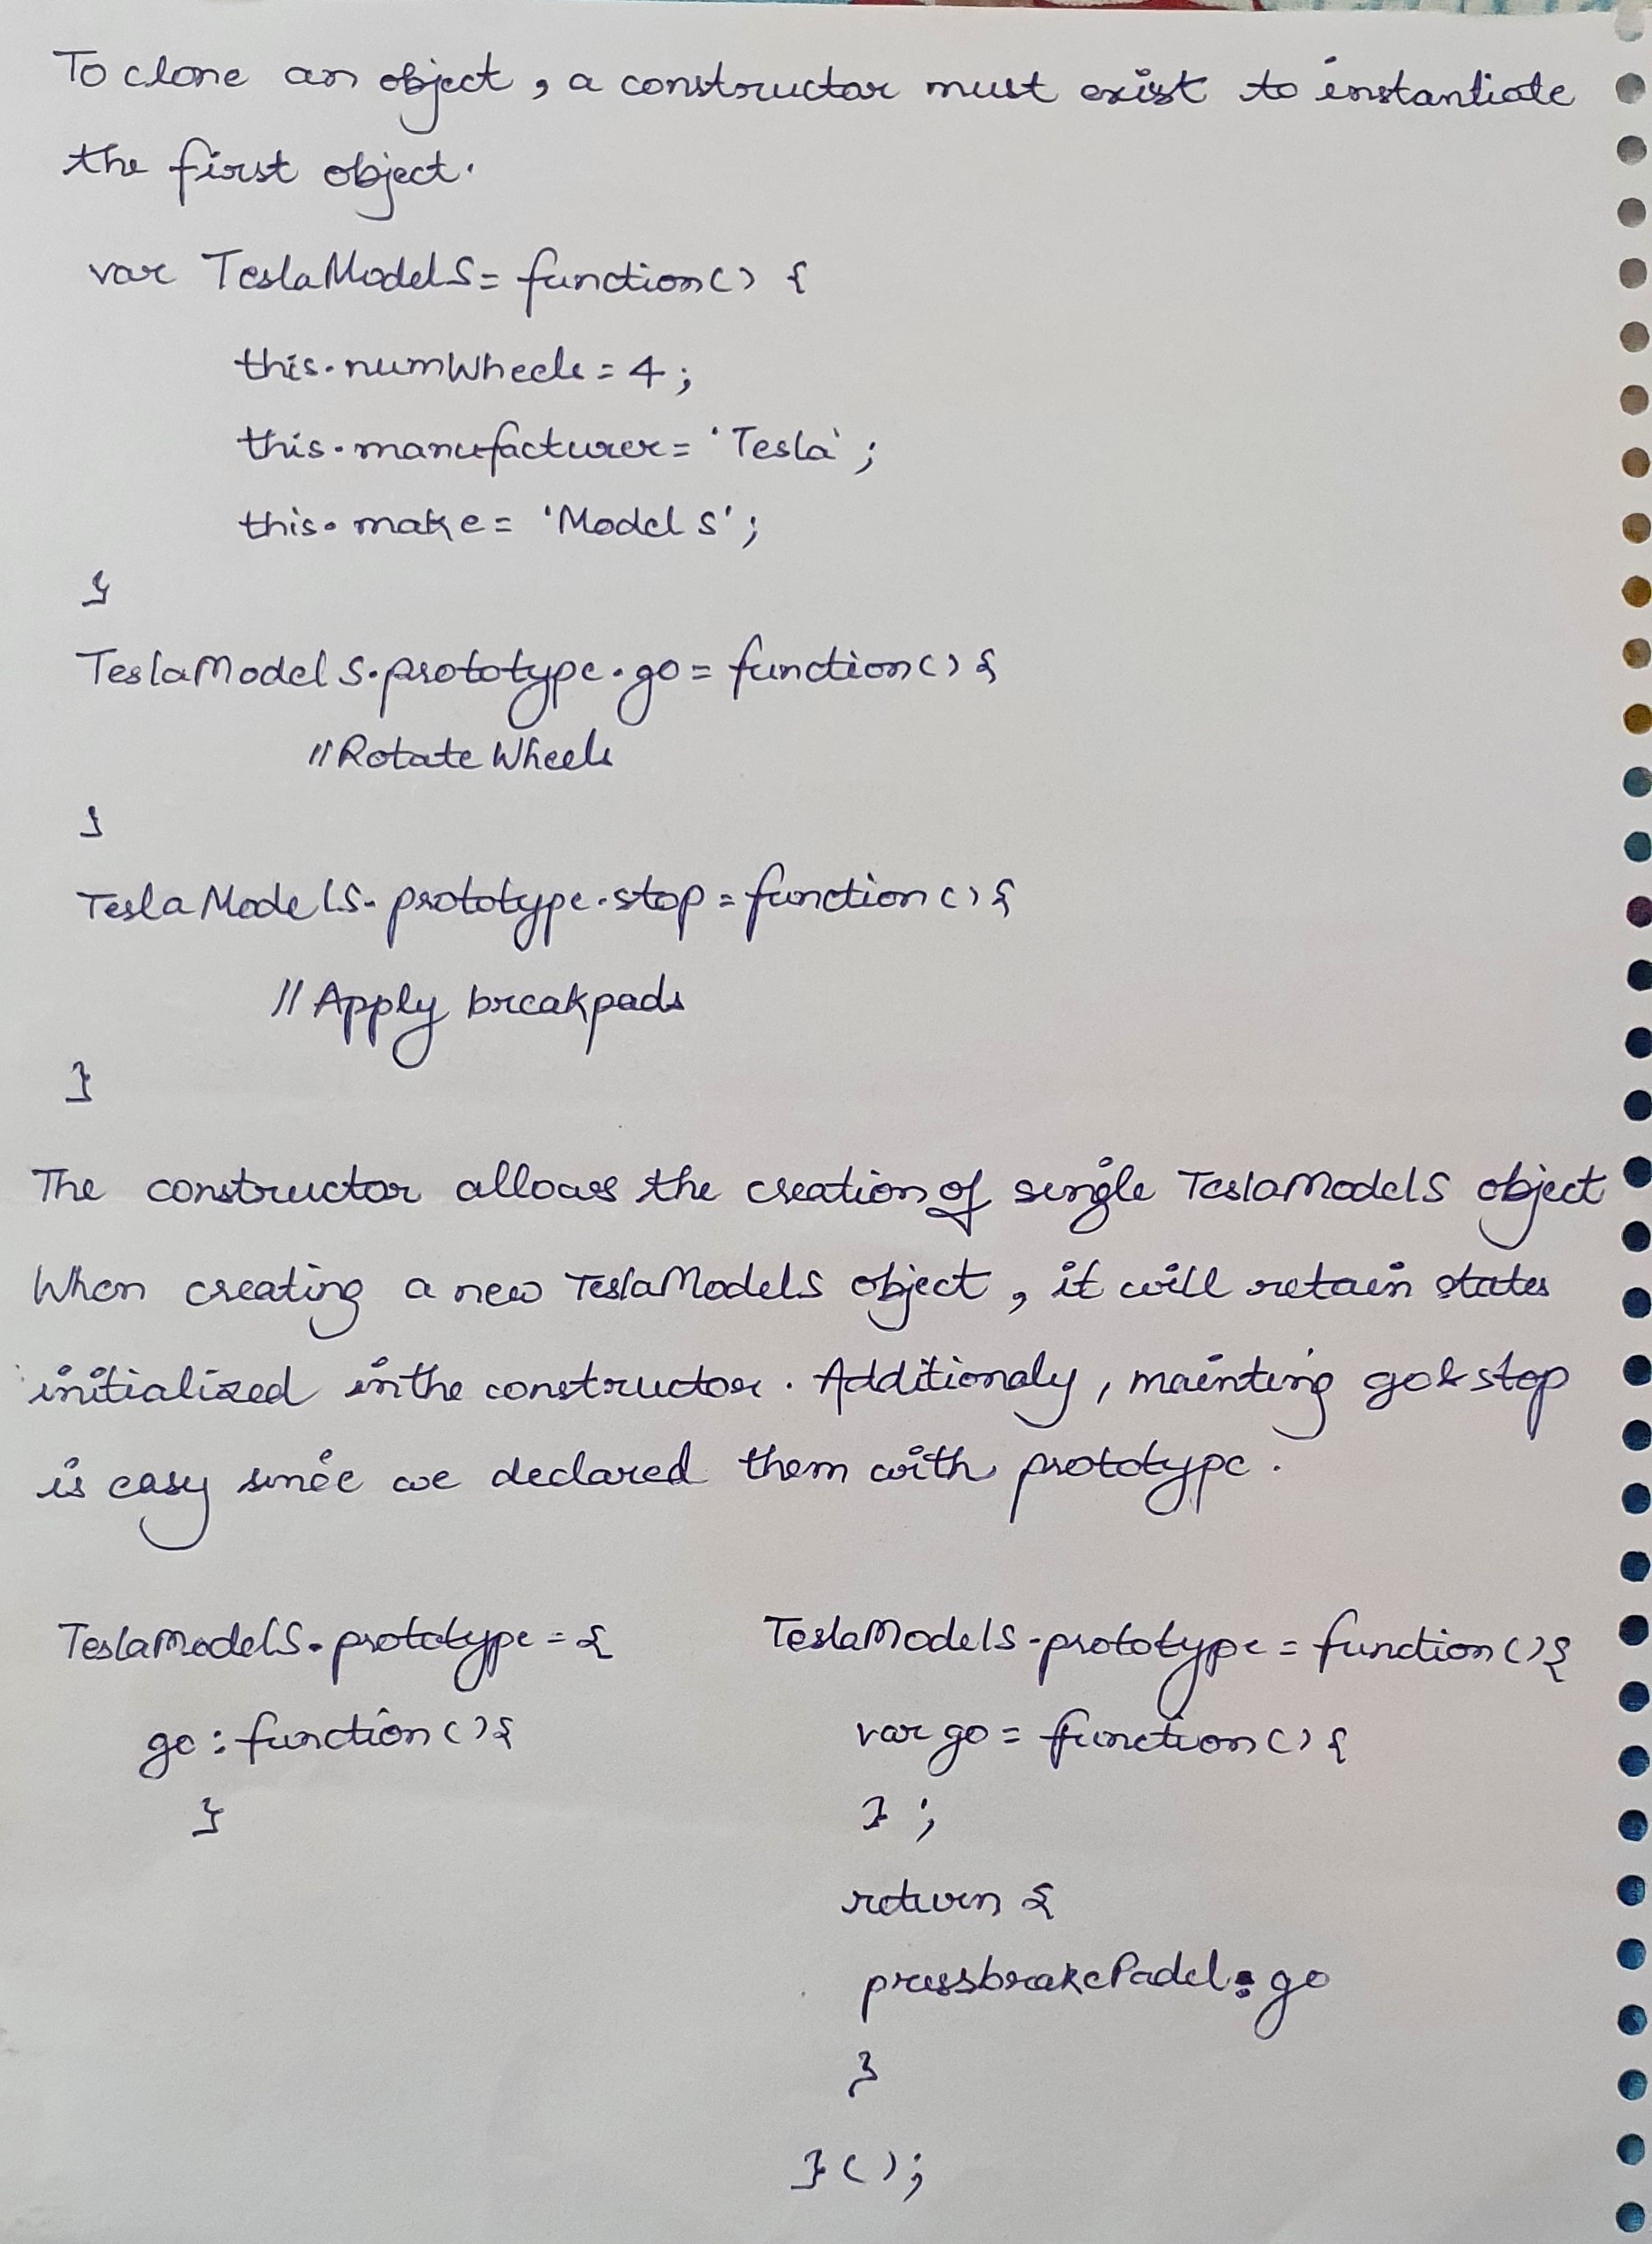 To clone an object, a constructor must exist to instantiate
the first object.
var TeslaModelS = function() {
this.numWheels = 4;
this.manufacturer = 'Tesla';
this.make = 'Model S';
}
TeslaModelS.prototype.go = function() {
//Rotate Wheels
}
TeslaModelS.prototype.stop = function() {
//Apply breakpads
}
The constructor allows the creation of single TeslaModelS object
When creating a new TeslaModelS object, it will retain states
initialized in the constructor. Additionaly, mainting go & stop
is easy since we declared them with prototype.
TeslaModelS.prototype = {
go: function() {
}
TeslaModelS.prototype = function() {
var go = function() {
};
return {
pressbrakePadel: go
}
}();